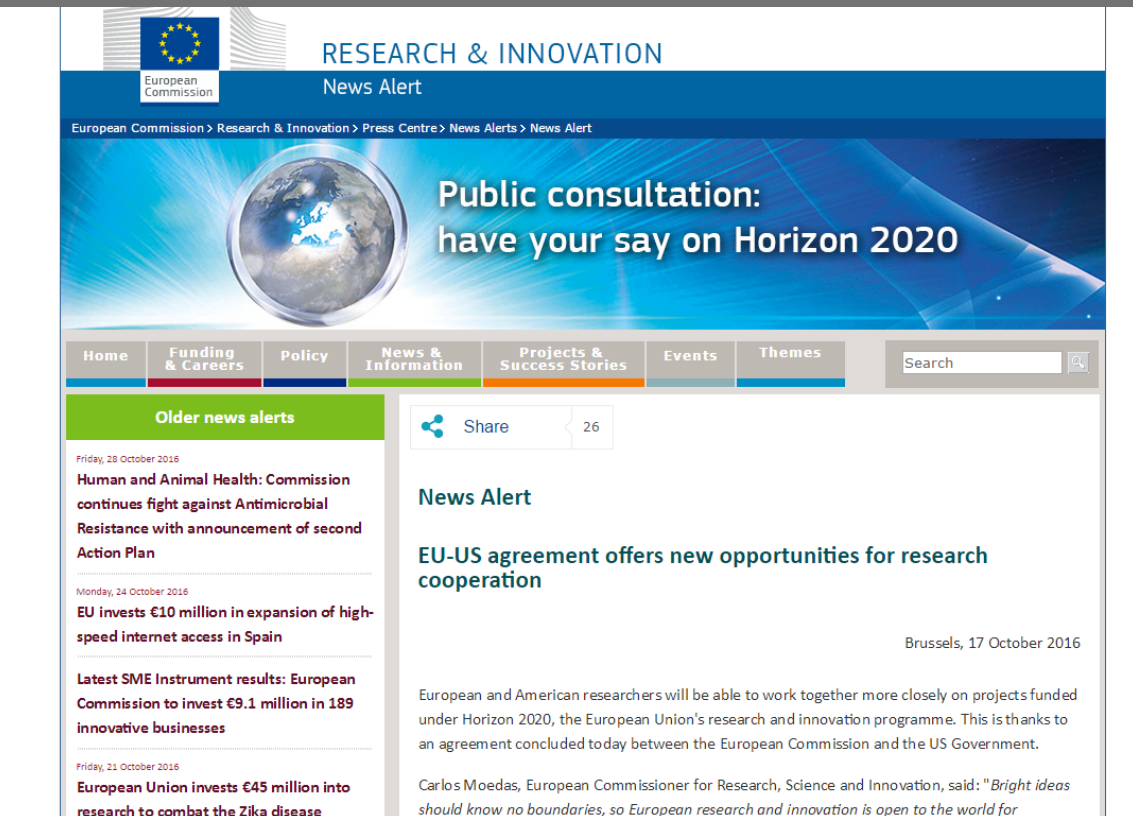 European
Commission
RESEARCH & INNOVATION
News Alert
European Commission > Research & Innovation > Press Centre > News Alerts > News Alert
Public consultation:
have your say on Horizon 2020
Home
Funding
& Careers
Policy
News &
Information
Projects &
Success Stories
Events
Themes
Search
Older news alerts
Friday, 28 October 2016
Human and Animal Health: Commission
continues fight against Antimicrobial
Resistance with announcement of second
Action Plan
Monday, 24 October 2016
EU invests €10 million in expansion of high-
speed internet access in Spain
Latest SME Instrument results: European
Commission to invest €9.1 million in 189
innovative businesses
Friday, 21 October 2016
European Union invests €45 million into
research to combat the Zika disease
Share 26
News Alert
EU-US agreement offers new opportunities for research
cooperation
Brussels, 17 October 2016
European and American researchers will be able to work together more closely on projects funded
under Horizon 2020, the European Union's research and innovation programme. This is thanks to
an agreement concluded today between the European Commission and the US Government.
Carlos Moedas, European Commissioner for Research, Science and Innovation, said: "Bright ideas
should know no boundaries, so European research and innovation is open to the world for